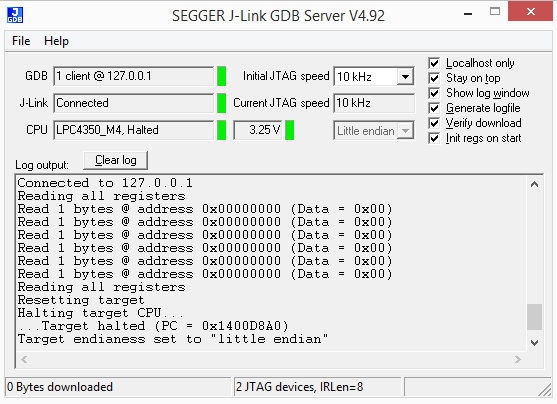 J
GDB
SEGGER J-Link GDB Server V4.92
File Help
GDB 1 client @ 127.0.0.1 Initial JTAG speed 10 kHz
J-Link Connected Current JTAG speed 10 kHz
CPU LPC4350_M4, Halted 3.25 V Little endian
Localhost only
Stay on top
Show log window
Generate logfile
Verify download
Init regs on start
Log output: Clear log
Connected to 127.0.0.1
Reading all registers
Read 1 bytes @ address 0x00000000 (Data = 0x00)
Read 1 bytes @ address 0x00000000 (Data = 0x00)
Read 1 bytes @ address 0x00000000 (Data = 0x00)
Read 1 bytes @ address 0x00000000 (Data = 0x00)
Read 1 bytes @ address 0x00000000 (Data = 0x00)
Read 1 bytes @ address 0x00000000 (Data = 0x00)
Reading all registers
Resetting target
Halting target CPU...
...Target halted (PC = 0x1400D8A0)
Target endianess set to "little endian"
0 Bytes downloaded 2 JTAG devices, IRLen=8